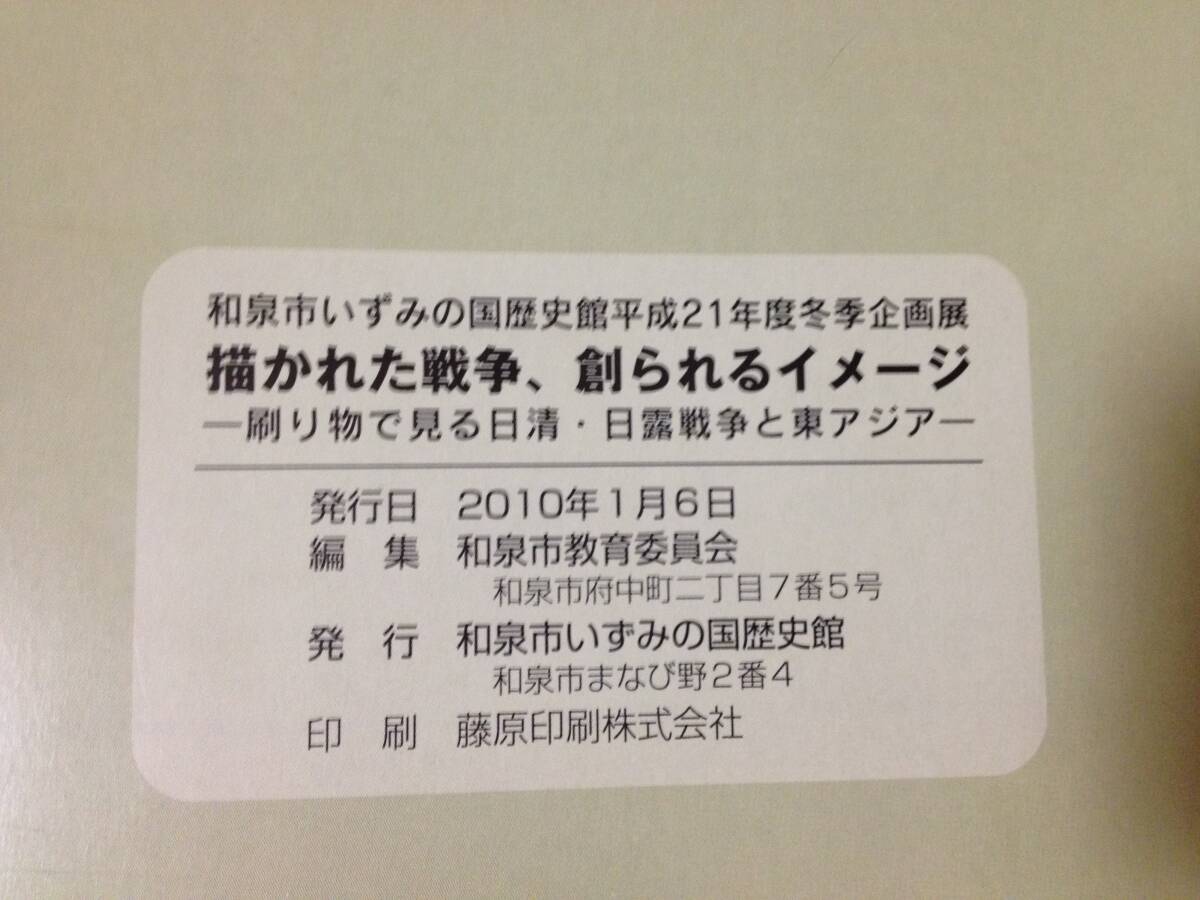 和泉市いずみの国歴史館平成21年度冬季企画展
描かれた戦争、創られるイメージ
―刷り物で見る日清・日露戦争と東アジア―
発行日 2010年1月6日
編 集 和泉市教育委員会
和泉市府中町二丁目7番5号
発 行 和泉市いずみの国歴史館
和泉市まなび野2番4
印 刷 藤原印刷株式会社